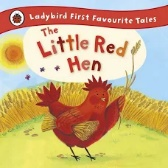 Ladybird First Favourite Tales
The
Little Red
Hen